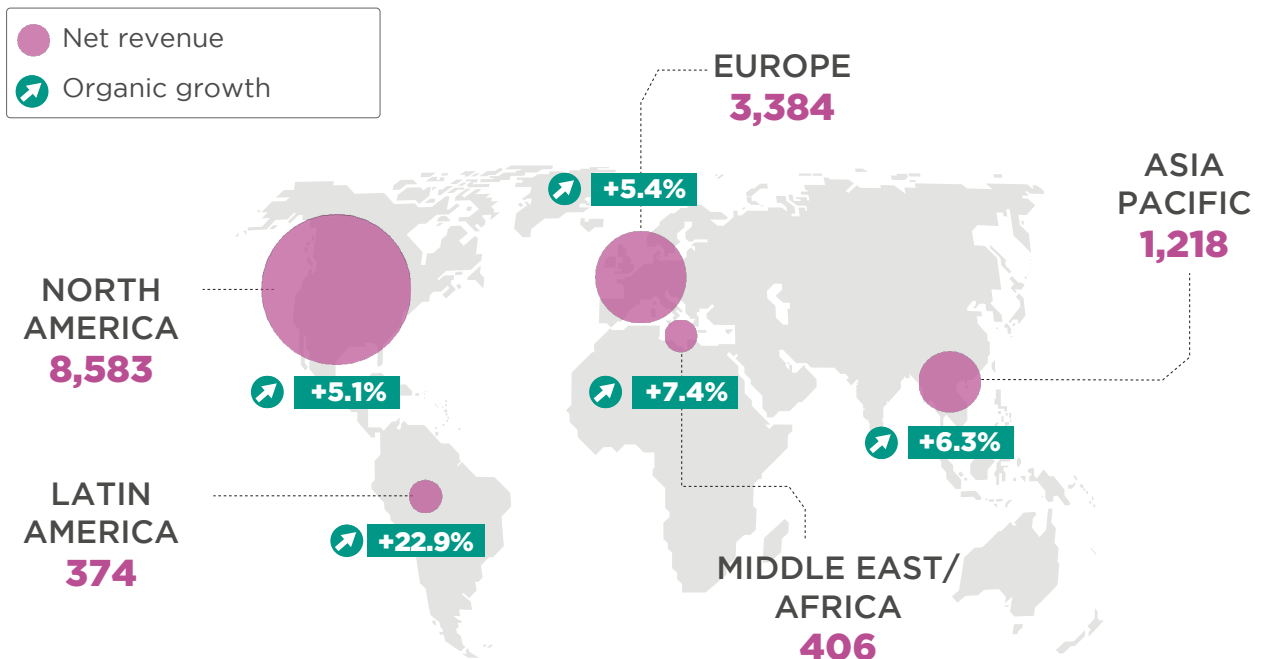 Net revenue
Organic growth
EUROPE
3,384
+5.4%
ASIA
PACIFIC
1,218
NORTH
AMERICA
8,583
+5.1%
+7.4%
+6.3%
LATIN
AMERICA
374
+22.9%
MIDDLE EAST/
AFRICA
406